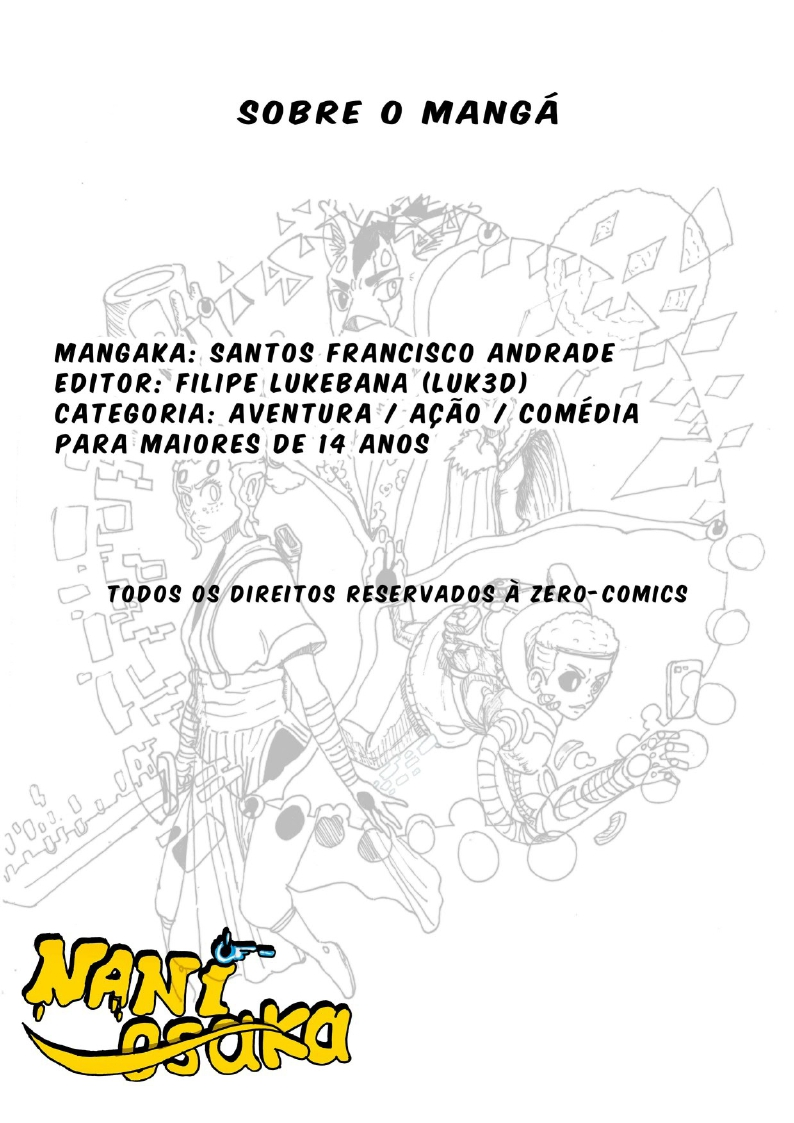 SOBRE O MANGÁ
MANGAKA: SANTOS FRANCISCO ANDRADE
EDITOR: FILIPE LUKEBANA (LUK3D)
CATEGORIA: AVENTURA / AÇÃO / COMÉDIA
PARA MAIORES DE 14 ANOS
TODOS OS DIREITOS RESERVADOS À ZERO-COMICS
NANI
OSAKA